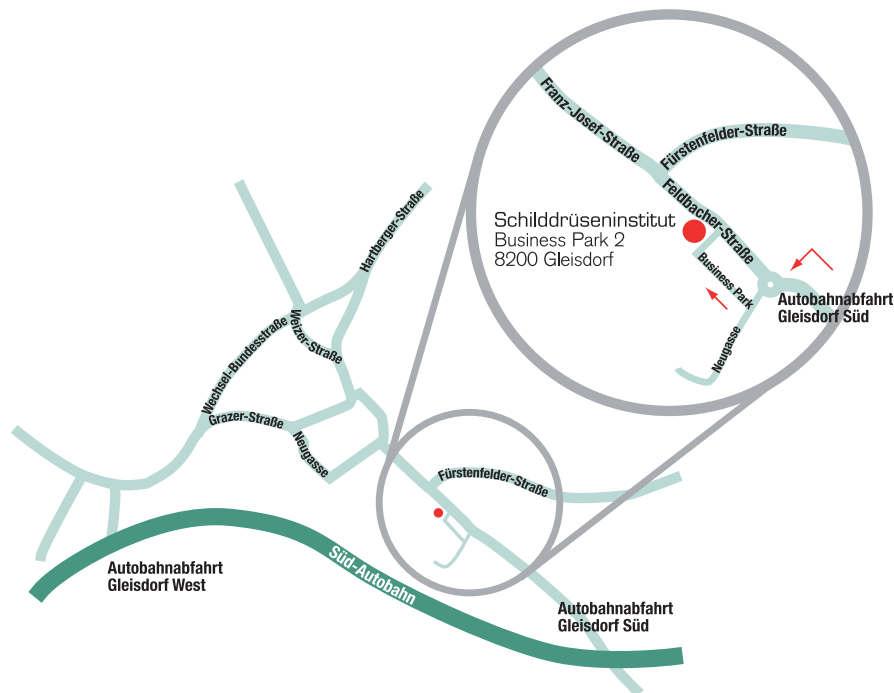 Franz-Josef-Straße
Fürstenfelder-Straße
Feldbacher-Straße
Schilddrüseninstitut
Business Park 2
8200 Gleisdorf
Business Park
Autobahnabfahrt
Gleisdorf Süd
Neugasse
Hartberger-Straße
Weizer-Straße
Wechsel-Bundesstraße
Grazer-Straße
Neugasse
Fürstenfelder-Straße
Süd-Autobahn
Autobahnabfahrt
Gleisdorf West
Autobahnabfahrt
Gleisdorf Süd